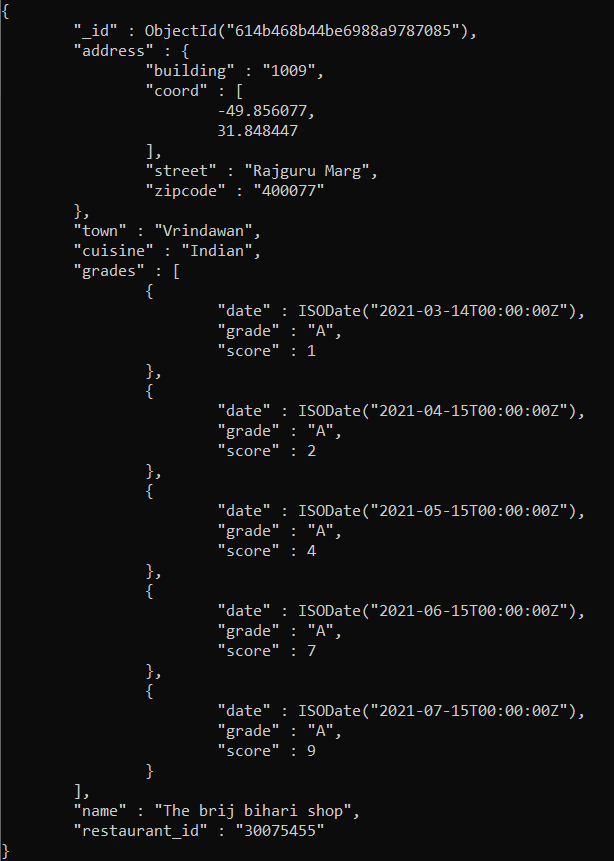 {
        "_id" : ObjectId("614b468b44be6988a9787085"),
        "address" : {
                "building" : "1009",
                "coord" : [
                        -49.856077,
                        31.848447
                ],
                "street" : "Rajguru Marg",
                "zipcode" : "400077"
        },
        "town" : "Vrindawan",
        "cuisine" : "Indian",
        "grades" : [
                {
                        "date" : ISODate("2021-03-14T00:00:00Z"),
                        "grade" : "A",
                        "score" : 1
                },
                {
                        "date" : ISODate("2021-04-15T00:00:00Z"),
                        "grade" : "A",
                        "score" : 2
                },
                {
                        "date" : ISODate("2021-05-15T00:00:00Z"),
                        "grade" : "A",
                        "score" : 4
                },
                {
                        "date" : ISODate("2021-06-15T00:00:00Z"),
                        "grade" : "A",
                        "score" : 7
                },
                {
                        "date" : ISODate("2021-07-15T00:00:00Z"),
                        "grade" : "A",
                        "score" : 9
                }
        ],
        "name" : "The brij bihari shop",
        "restaurant_id" : "30075455"
}